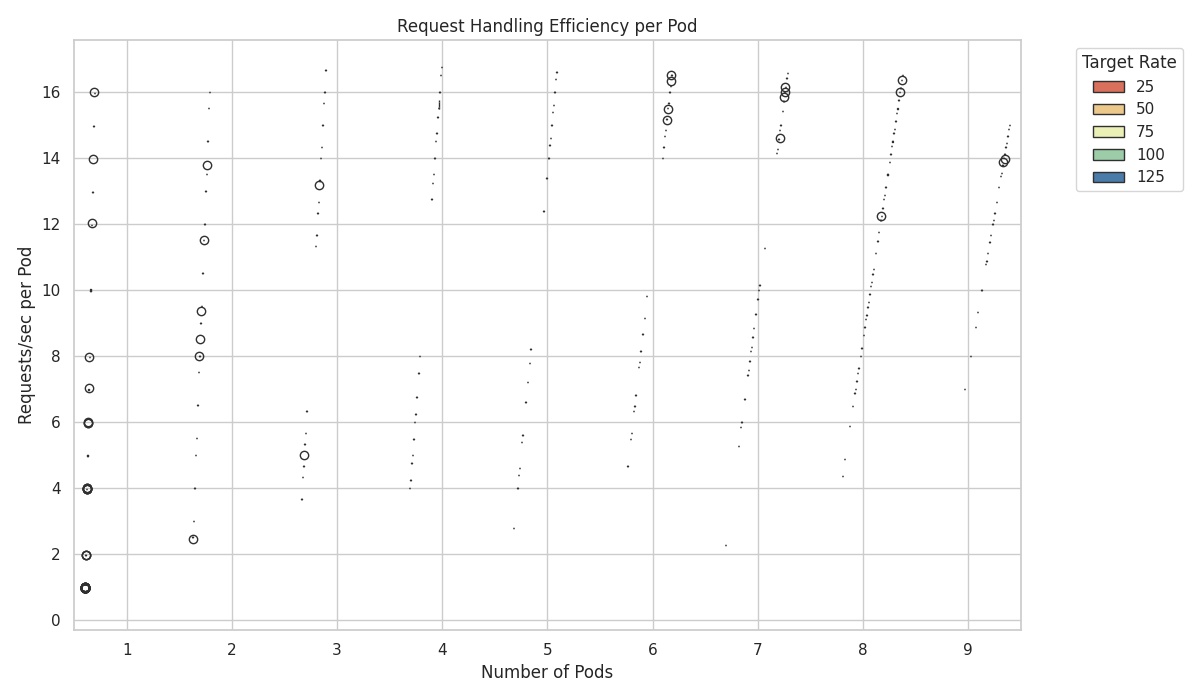 Request Handling Efficiency per Pod
Target Rate
25
50
75
100
125
Requests/sec per Pod
16
14
12
10
8
6
4
2
0
1 2 3 4 5 6 7 8 9
Number of Pods